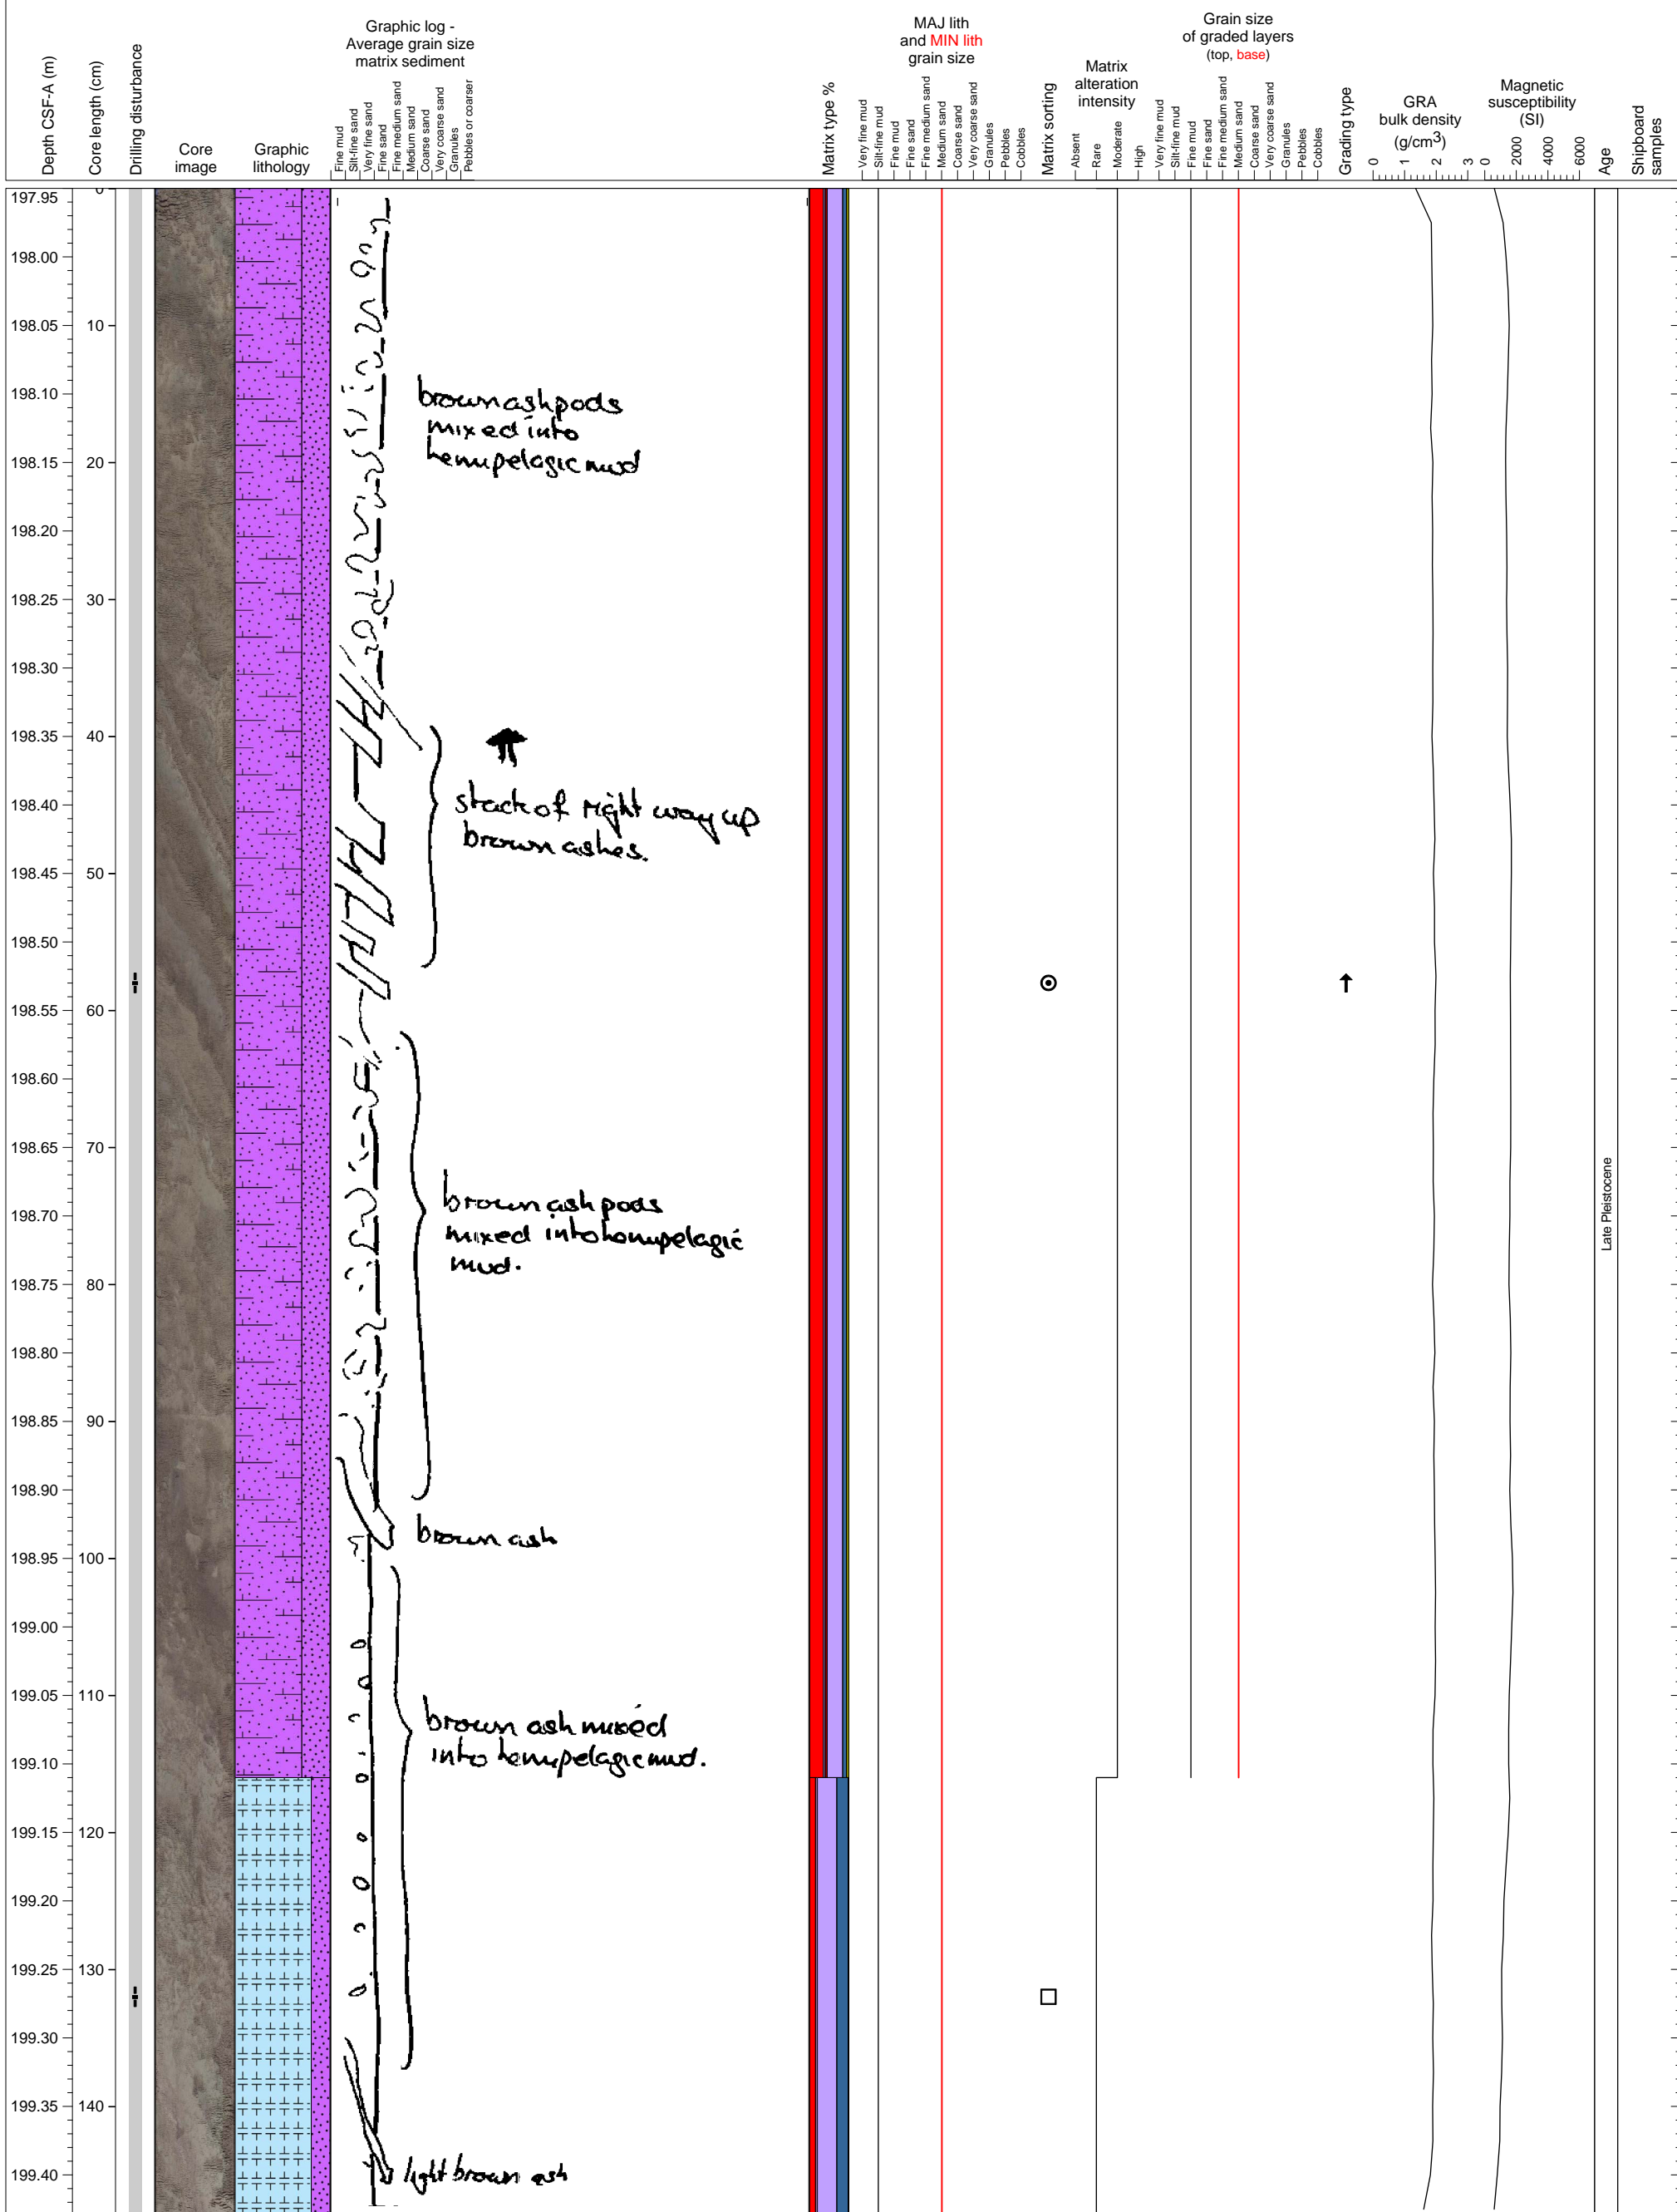 Depth CSF-A (m)
Core length (cm)
Drilling disturbance
Core
image
Graphic
lithology
Graphic log -
Average grain size
matrix sediment
Fine mud
Silt-fine sand
Very fine sand
Fine sand
Fine medium sand
Medium sand
Coarse sand
Very coarse sand
Granules
Pebbles or coarser
Matrix type %
MAJ lith
and MIN lith
grain size
Very fine mud
Silt-fine mud
Fine mud
Fine sand
Fine medium sand
Medium sand
Coarse sand
Very coarse sand
Granules
Pebbles
Cobbles
Matrix sorting
Matrix
alteration
intensity
Absent
Rare
Moderate
High
Grain size
of graded layers
(top, base)
Very fine mud
Silt-fine mud
Fine mud
Fine sand
Fine medium sand
Medium sand
Coarse sand
Very coarse sand
Granules
Pebbles
Cobbles
Grading type
GRA
bulk density
(g/cm3)
0 1 2 3
Magnetic
susceptibility
(SI)
0 2000 4000 6000
Age
Shipboard
samples
197.95 0
198.00
198.05 10
198.10
198.15 20
198.20
198.25 30
198.30
198.35 40
198.40
198.45 50
198.50
198.55 60
198.60
198.65 70
198.70
198.75 80
198.80
198.85 90
198.90
198.95 100
199.00
199.05 110
199.10
199.15 120
199.20
199.25 130
199.30
199.35 140
199.40
brown ash pods
mixed into
hemipelagic mud
stack of right way up
brown ashes.
brown ash pods
mixed into hemipelagic
mud.
brown ash
brown ash mixed
into hemipelagic mud.
light brown ash
Late Pleistocene